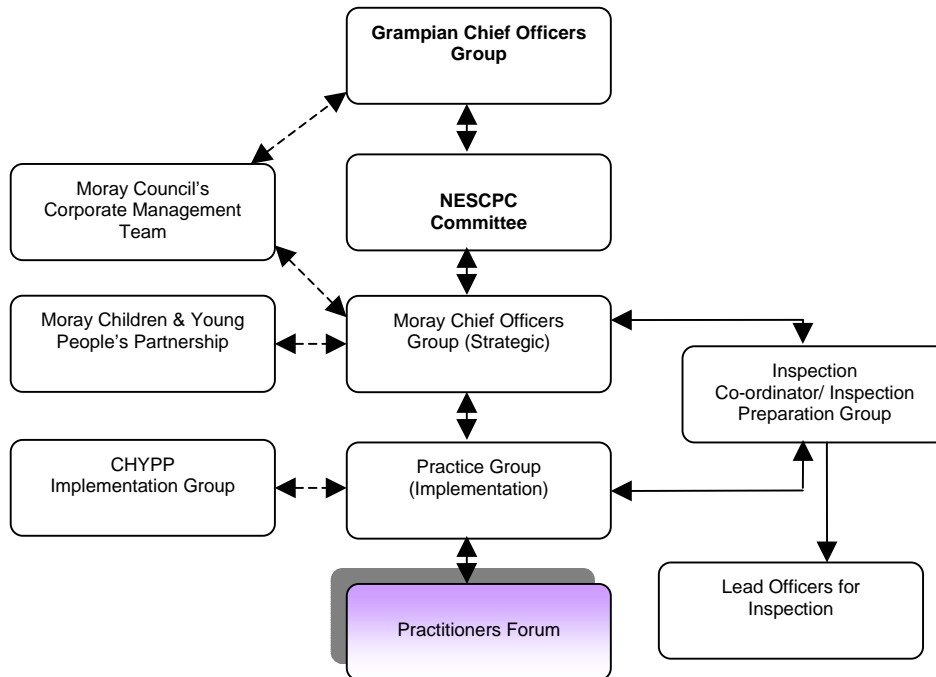 Grampian Chief Officers
Group
Moray Council's
Corporate Management
Team
NESCPC
Committee
Moray Children & Young
People's Partnership
Moray Chief Officers
Group (Strategic)
Inspection
Co-ordinator/ Inspection
Preparation Group
CHYPP
Implementation Group
Practice Group
(Implementation)
Practitioners Forum
Lead Officers for
Inspection